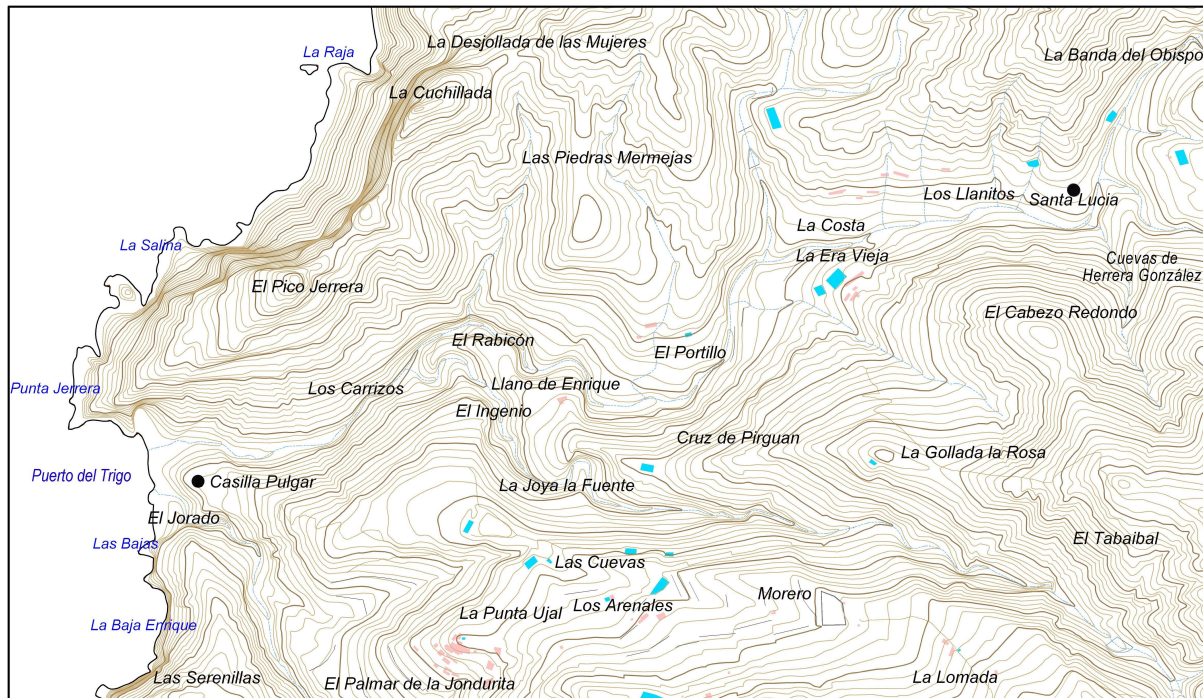 La Desjollada de las Mujeres
La Raja
La Banda del Obispo
La Cuchillada
Las Piedras Mermejas
Los Llanitos
Santa Lucia
La Costa
La Salina
La Era Vieja
Cuevas de
Herrera González
El Pico Jerrera
El Cabezo Redondo
El Rabicón
El Portillo
Punta Jerrera
Los Carrizos
Llano de Enrique
El Ingenio
Cruz de Pirguan
La Gollada la Rosa
Puerto del Trigo
Casilla Pulgar
La Joya la Fuente
El Jorado
Las Bajas
El Tabaibal
Las Cuevas
Morero
La Punta Ujal
Los Arenales
La Baja Enrique
Las Serenillas
El Palmar de la Jondurita
La Lomada